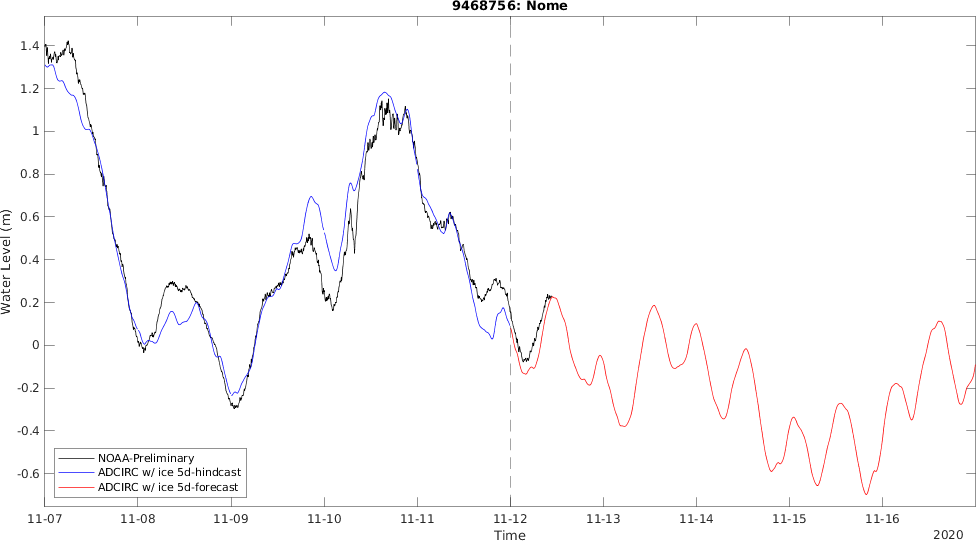 9468756: Nome
Water Level (m)
1.4
1.2
1
0.8
0.6
0.4
0.2
0
-0.2
-0.4
-0.6
NOAA-Preliminary
ADCIRC w/ ice 5d-hindcast
ADCIRC w/ ice 5d-forecast
11-07 11-08 11-09 11-10 11-11 11-12 11-13 11-14 11-15 11-16
Time
2020